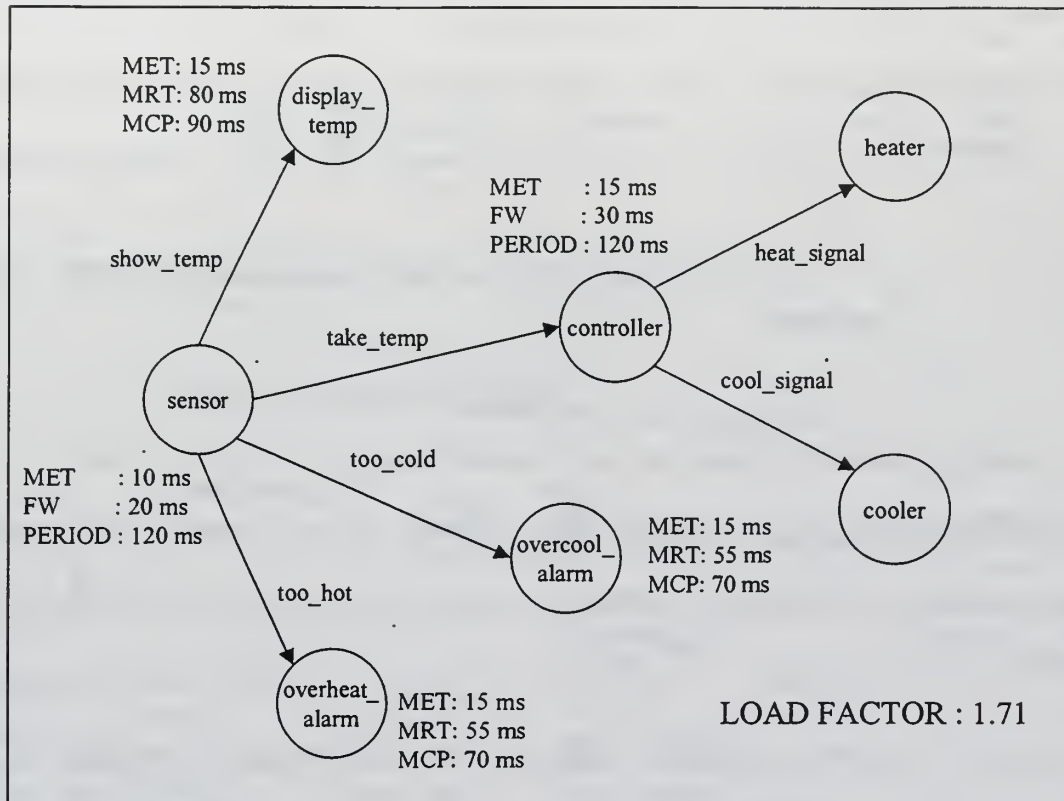 MET: 15 ms
MRT: 80 ms
MCP: 90 ms
display_
temp
heater
MET : 15 ms
FW : 30 ms
PERIOD : 120 ms
show_temp
heat_signal
take_temp
controller
cool_signal
sensor
too_cold
MET : 10 ms
FW : 20 ms
PERIOD : 120 ms
cooler
overcool_
alarm
MET: 15 ms
MRT: 55 ms
MCP: 70 ms
too_hot
overheat_
alarm
MET: 15 ms
MRT: 55 ms
MCP: 70 ms
LOAD FACTOR : 1.71